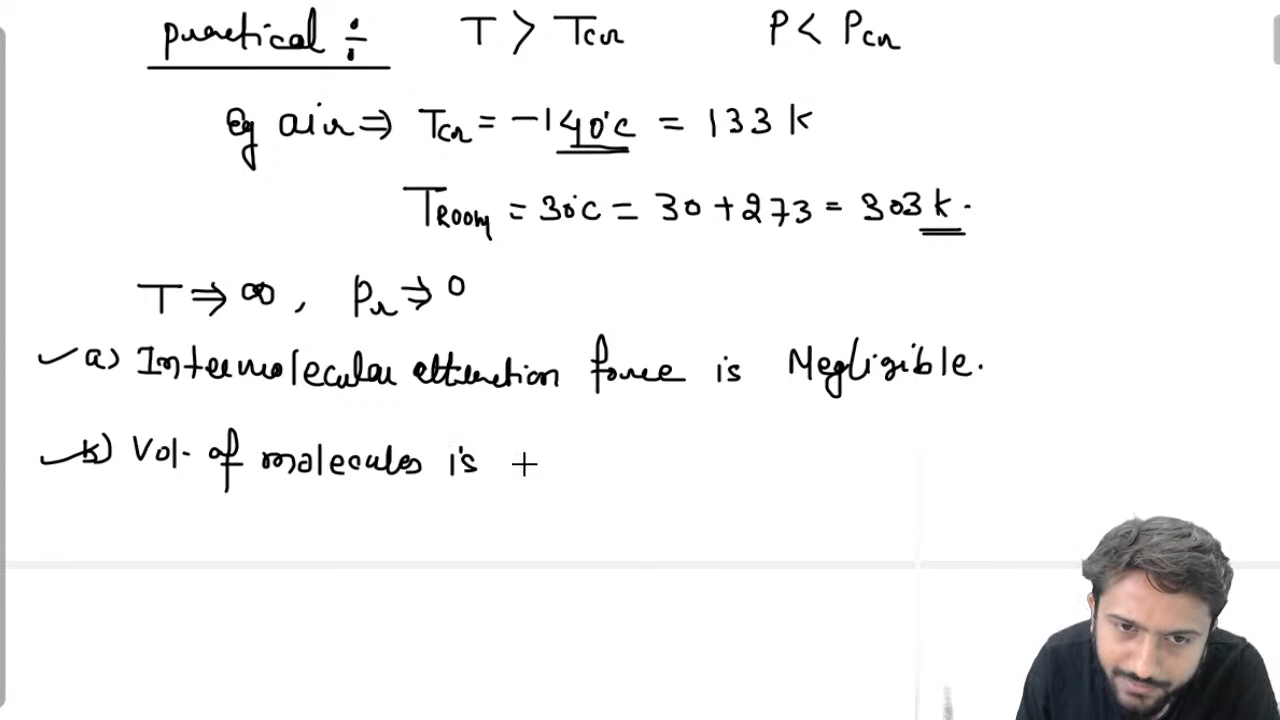 practical ÷ T > Tcr P < Pcr
Eg air ⇒ Tcr = -140°C = 133 k
TRoom = 30°C = 30 + 273 = 303 k.
T ⇒ ∞, Pr ⇒ 0
a) Intermolecular attraction force is Negligible.
b) Vol. of molecules is